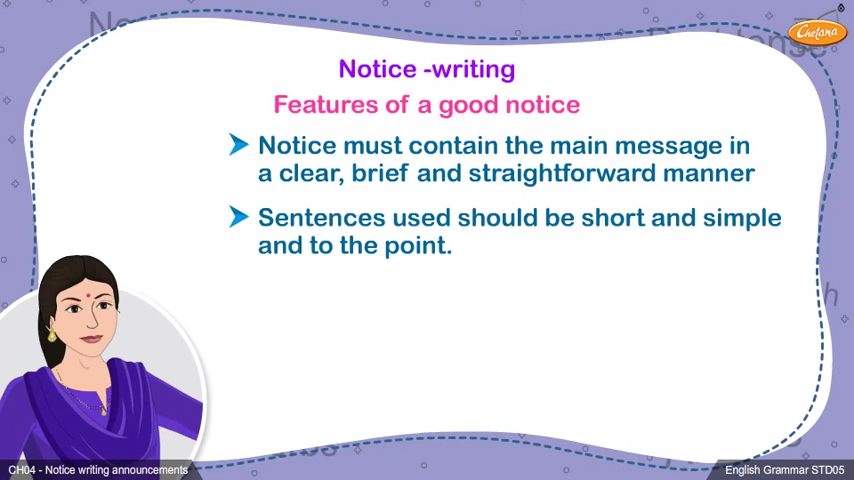 Chetana
Notice -writing
Features of a good notice
Notice must contain the main message in
a clear, brief and straightforward manner
Sentences used should be short and simple
and to the point.
CH04 - Notice writing announcements
English Grammar STD05